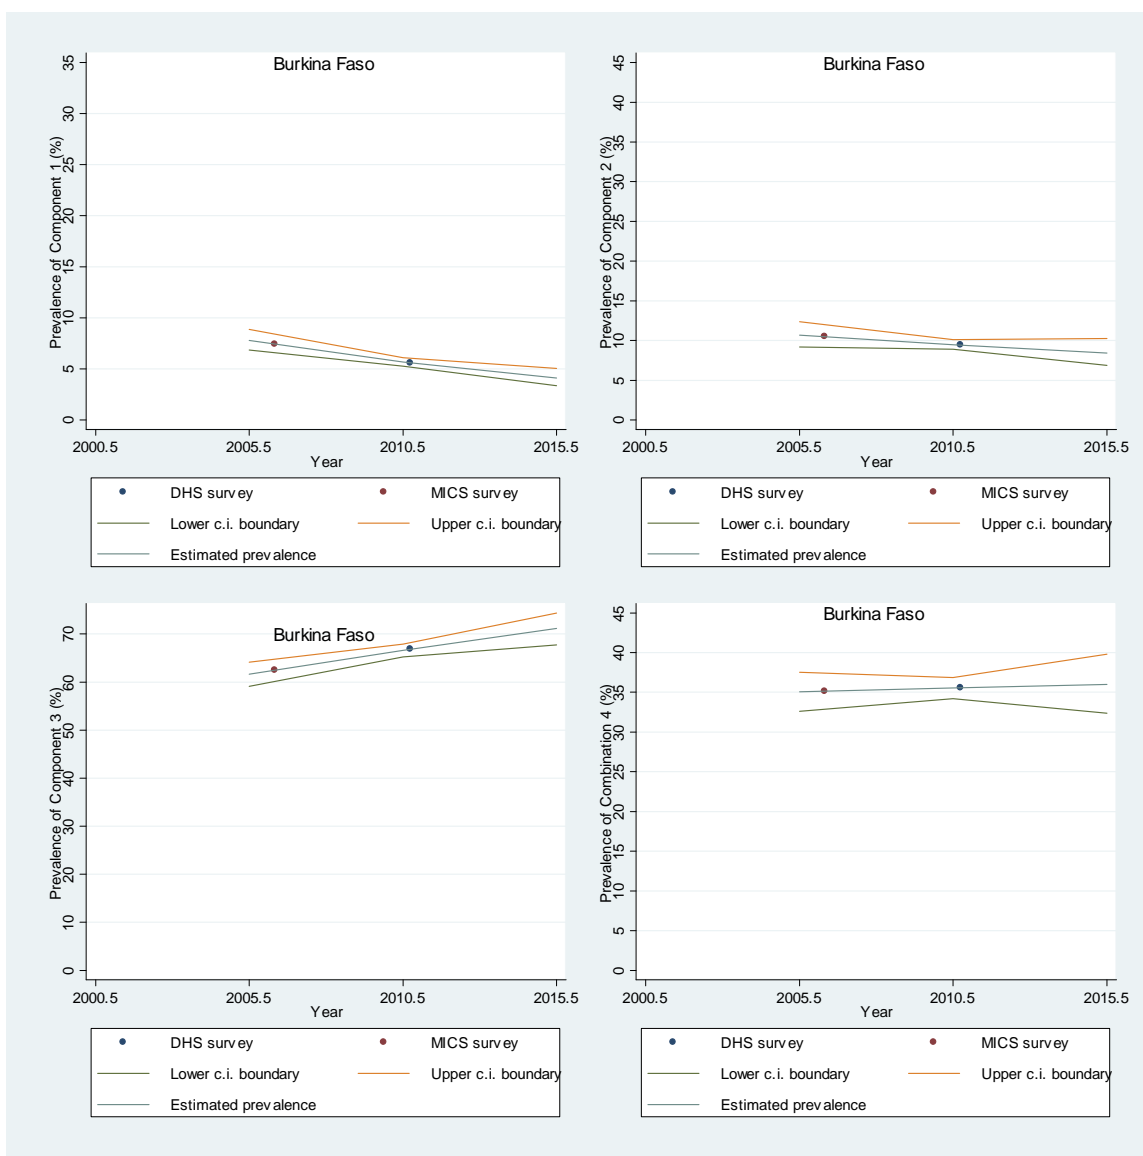 Burkina Faso
Prevalence of Component 1 (%)
35
30
25
20
15
10
5
0
2000.5 2005.5 2010.5 2015.5
Year
DHS survey MICS survey
Lower c.i. boundary Upper c.i. boundary
Estimated prevalence
Burkina Faso
Prevalence of Component 2 (%)
45
40
35
30
25
20
15
10
5
0
2000.5 2005.5 2010.5 2015.5
Year
DHS survey MICS survey
Lower c.i. boundary Upper c.i. boundary
Estimated prevalence
Burkina Faso
Prevalence of Component 3 (%)
70
60
50
40
30
20
10
0
2000.5 2005.5 2010.5 2015.5
Year
DHS survey MICS survey
Lower c.i. boundary Upper c.i. boundary
Estimated prevalence
Burkina Faso
Prevalence of Combination 4 (%)
45
40
35
30
25
20
15
10
5
0
2000.5 2005.5 2010.5 2015.5
Year
DHS survey MICS survey
Lower c.i. boundary Upper c.i. boundary
Estimated prevalence